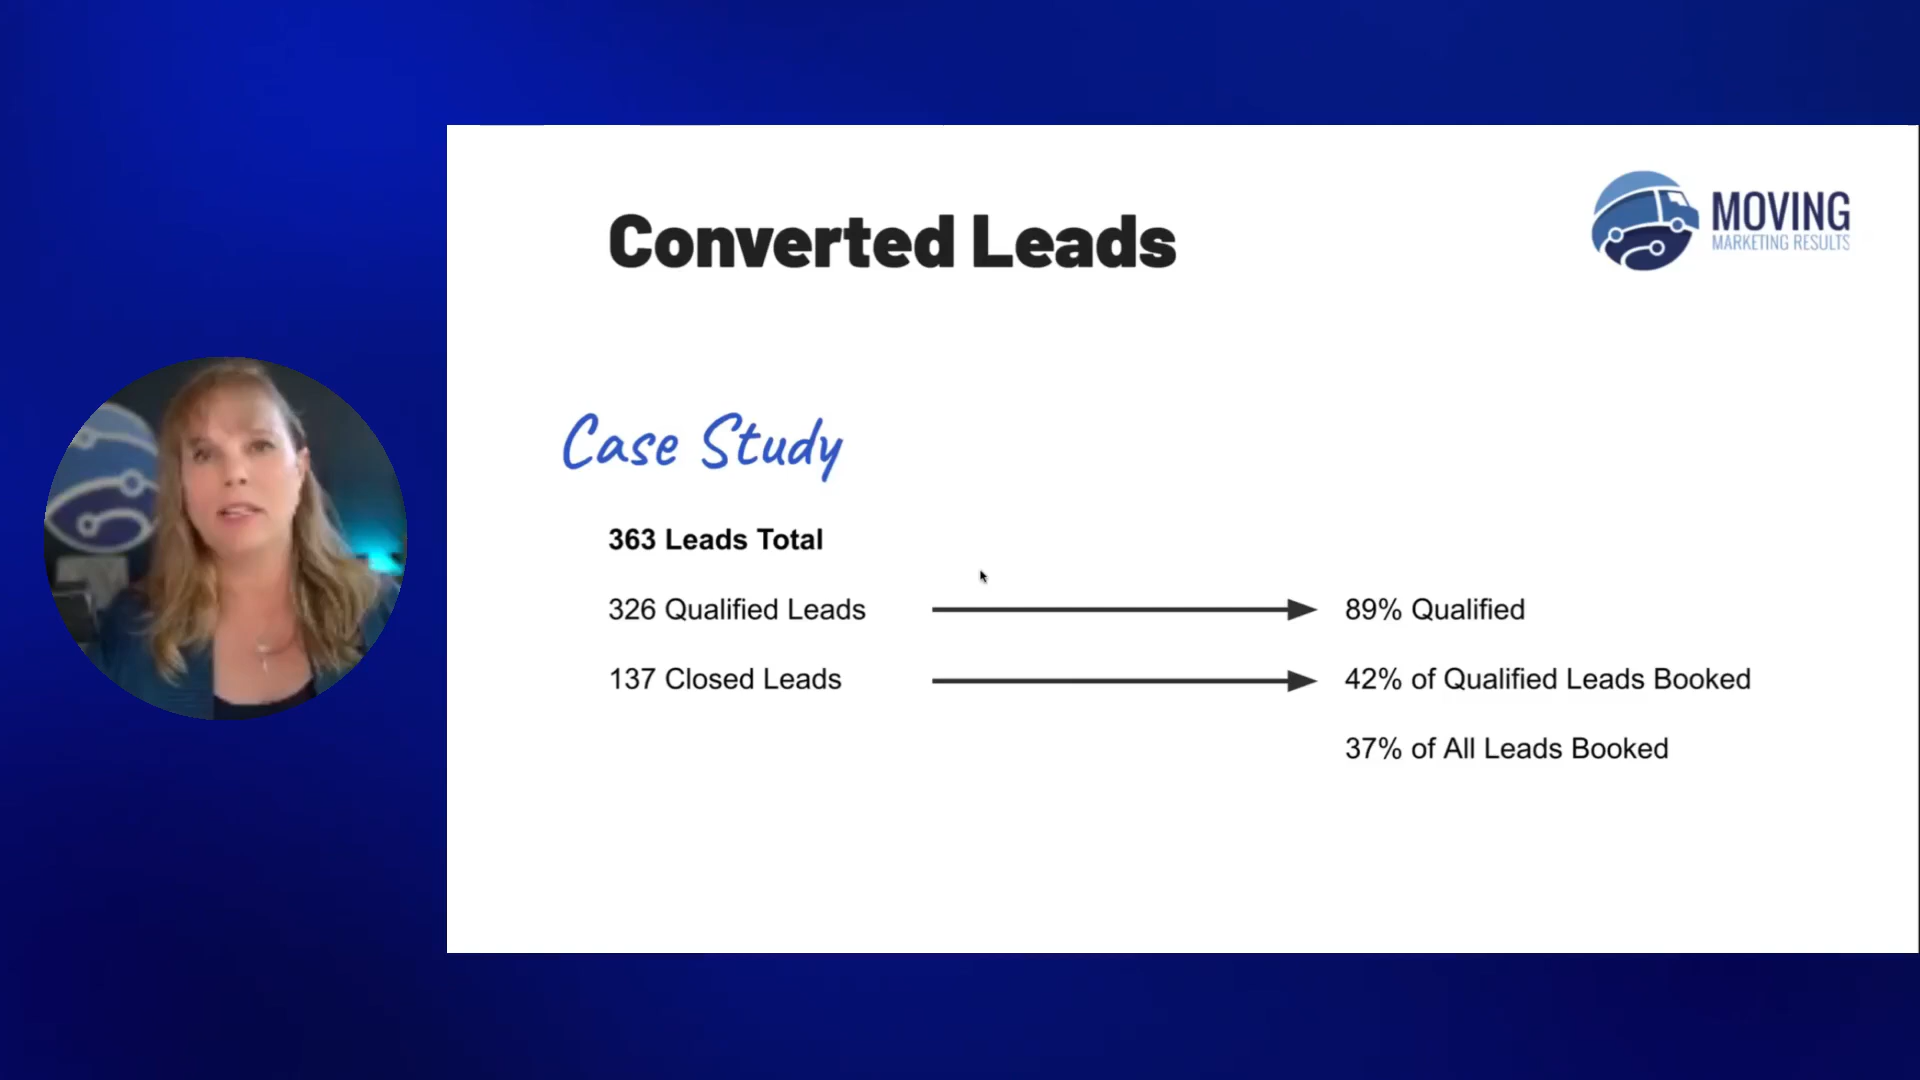 Converted Leads
MOVING
MARKETING RESULTS
Case Study
363 Leads Total
326 Qualified Leads
89% Qualified
137 Closed Leads
42% of Qualified Leads Booked
37% of All Leads Booked